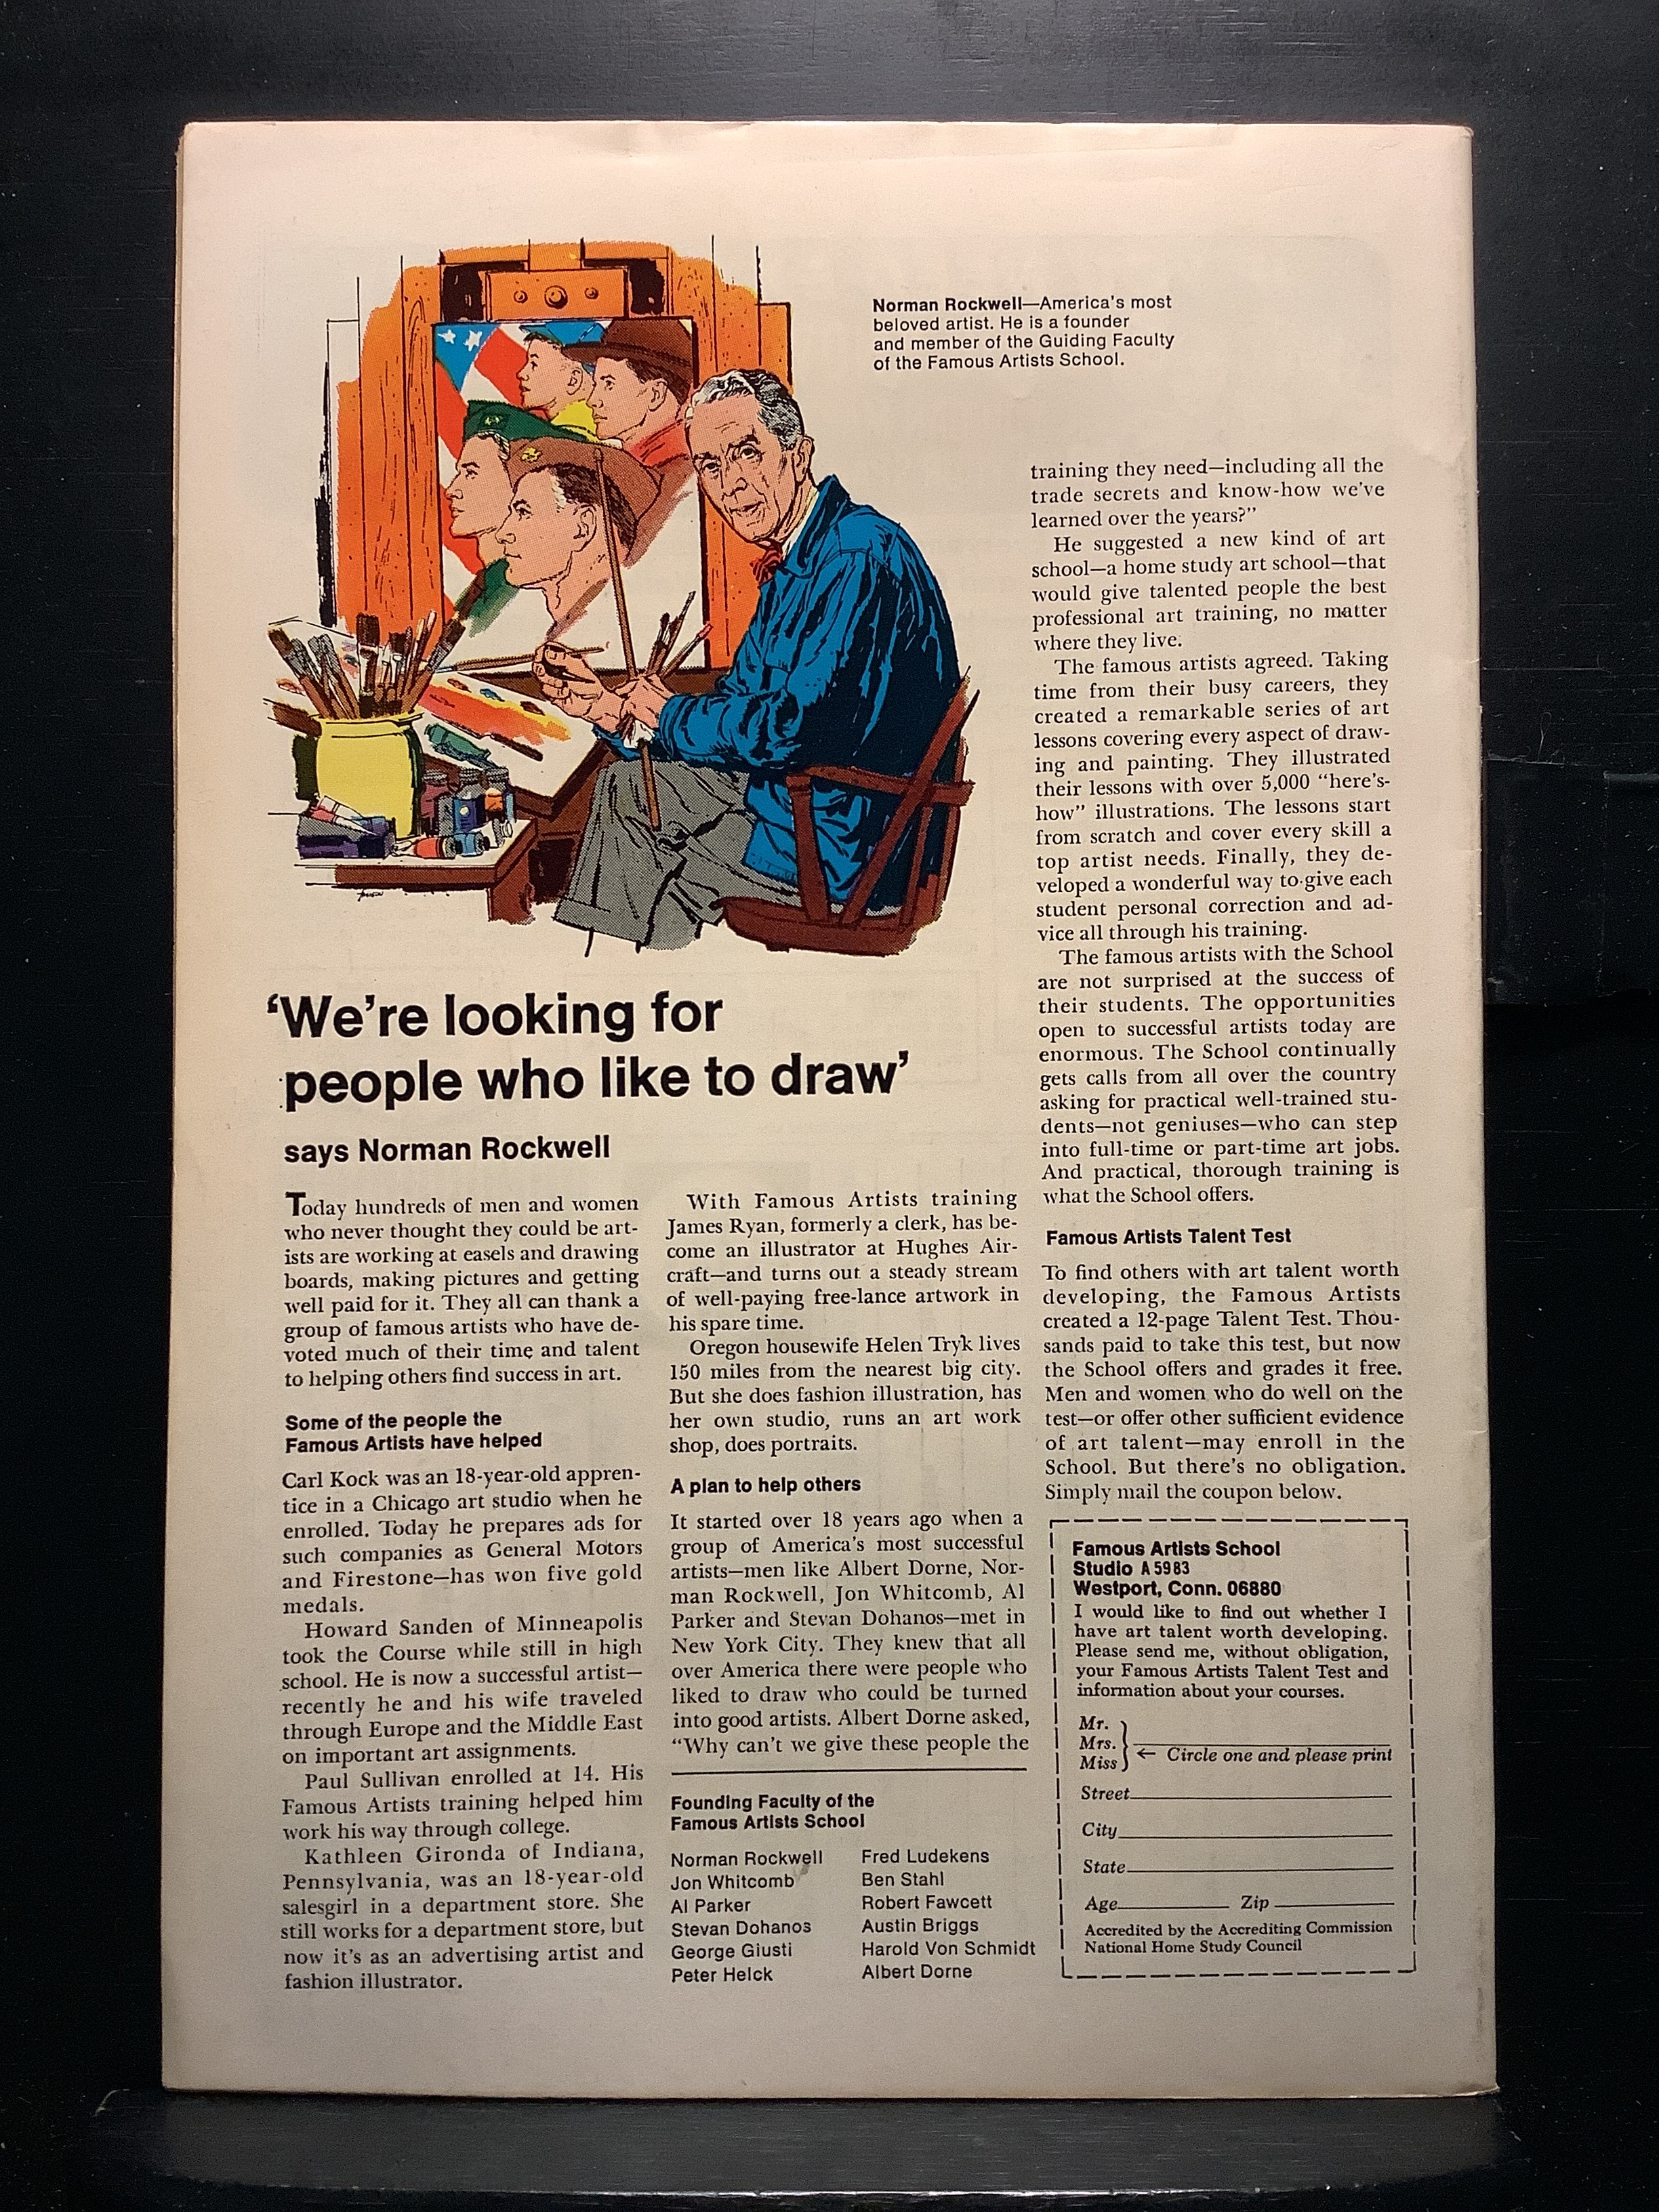 Norman Rockwell—America's most
beloved artist. He is a founder
and member of the Guiding Faculty
of the Famous Artists School.
‘We’re looking for
people who like to draw’
says Norman Rockwell
Today hundreds of men and women
who never thought they could be art-
ists are working at easels and drawing
boards, making pictures and getting
well paid for it. They all can thank a
group of famous artists who have de-
voted much of their time and talent
to helping others find success in art.
Some of the people the
Famous Artists have helped
Carl Kock was an 18-year-old appren-
tice in a Chicago art studio when he
enrolled. Today he prepares ads for
such companies as General Motors
and Firestone—has won five gold
medals.
Howard Sanden of Minneapolis
took the Course while still in high
school. He is now a successful artist—
recently he and his wife traveled
through Europe and the Middle East
on important art assignments.
Paul Sullivan enrolled at 14. His
Famous Artists training helped him
work his way through college.
Kathleen Gironda of Indiana,
Pennsylvania, was an 18-year-old
salesgirl in a department store. She
still works for a department store, but
now it's as an advertising artist and
fashion illustrator.
With Famous Artists training
James Ryan, formerly a clerk, has be-
come an illustrator at Hughes Air-
craft—and turns out a steady stream
of well-paying free-lance artwork in
his spare time.
Oregon housewife Helen Tryk lives
150 miles from the nearest big city.
But she does fashion illustration, has
her own studio, runs an art work
shop, does portraits.
A plan to help others
It started over 18 years ago when a
group of America's most successful
artists—men like Albert Dorne, Nor-
man Rockwell, Jon Whitcomb, Al
Parker and Stevan Dohanos—met in
New York City. They knew that all
over America there were people who
liked to draw who could be turned
into good artists. Albert Dorne asked,
“Why can't we give these people the
training they need—including all the
trade secrets and know-how we've
learned over the years?”
He suggested a new kind of art
school—a home study art school—that
would give talented people the best
professional art training, no matter
where they live.
The famous artists agreed. Taking
time from their busy careers, they
created a remarkable series of art
lessons covering every aspect of draw-
ing and painting. They illustrated
their lessons with over 5,000 “here's-
how” illustrations. The lessons start
from scratch and cover every skill a
top artist needs. Finally, they de-
veloped a wonderful way to give each
student personal correction and ad-
vice all through his training.
The famous artists with the School
are not surprised at the success of
their students. The opportunities
open to successful artists today are
enormous. The School continually
gets calls from all over the country
asking for practical well-trained stu-
dents—not geniuses—who can step
into full-time or part-time art jobs.
And practical, thorough training is
what the School offers.
Famous Artists Talent Test
To find others with art talent worth
developing, the Famous Artists
created a 12-page Talent Test. Thou-
sands paid to take this test, but now
the School offers and grades it free.
Men and women who do well on the
test—or offer other sufficient evidence
of art talent—may enroll in the
School. But there's no obligation.
Simply mail the coupon below.
Founding Faculty of the
Famous Artists School
Norman Rockwell
Jon Whitcomb
Al Parker
Stevan Dohanos
George Giusti
Peter Helck
Fred Ludekens
Ben Stahl
Robert Fawcett
Austin Briggs
Harold Von Schmidt
Albert Dorne
Famous Artists School
Studio A 5983
Westport, Conn. 06880
I would like to find out whether I
have art talent worth developing.
Please send me, without obligation,
your Famous Artists Talent Test and
information about your courses.
Mr.
Mrs.
Miss
← Circle one and please print
Street
City
State
Age Zip
Accredited by the Accrediting Commission
National Home Study Council